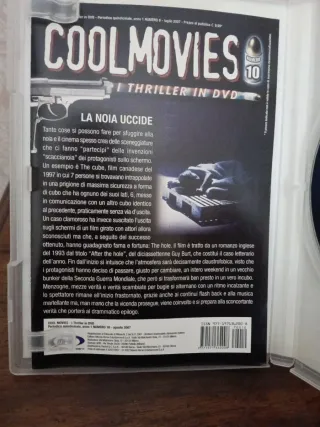 COOLMOVIES
10
I THRILLER IN DVD
LA NOIA UCCIDE
Tante cose si possono fare per sfuggire alla
noia e il cinema spesso crea delle sceneggiature
che ci fanno "partecipi" delle invenzioni
"scaccianoia" dei protagonisti sullo schermo.
Un esempio è The cube, film canadese del
1997 in cui 7 persone si trovano intrappolate
in una prigione di massima sicurezza a forma
di cubo che ha ognuno dei suoi lati, 6, messo
in comunicazione con un altro cubo identico
al precedente, praticamente senza via d'uscita.
Un caso clamoroso che invece suscitato l'uscita
sugli schermi di un film girato con attori allora
sconosciuti ma che, a seguito del successo
ottenuto, hanno guadagnato fama e fortuna: The hole, il film è tratto da un romanzo inglese
del 1993 dal titolo "After the hole", del diciassettenne Guy Burt, che costituì il caso letterario
dell'anno. Fin dall'inizio si intuisce che l'atmosfera sarà decisamente claustrofobica, visto che
i protagonisti hanno deciso di passare, giusto per cambiare, un intero weekend in un vecchio
bunker della Seconda Guerra Mondiale, che però si trasformerà ben presto in un vero incubo.
Menzogne, mezze verità e verità scambiate per bugie si alternano con un ritmo incalzante e
lo spettatore rimane all'inizio frastornato, grazie anche ai continui flash back e alla musica
martellante ma, man mano che la vicenda prosegue, viene coinvolto e si prepara allo sconcertante
verità che porterà al drammatico epilogo.